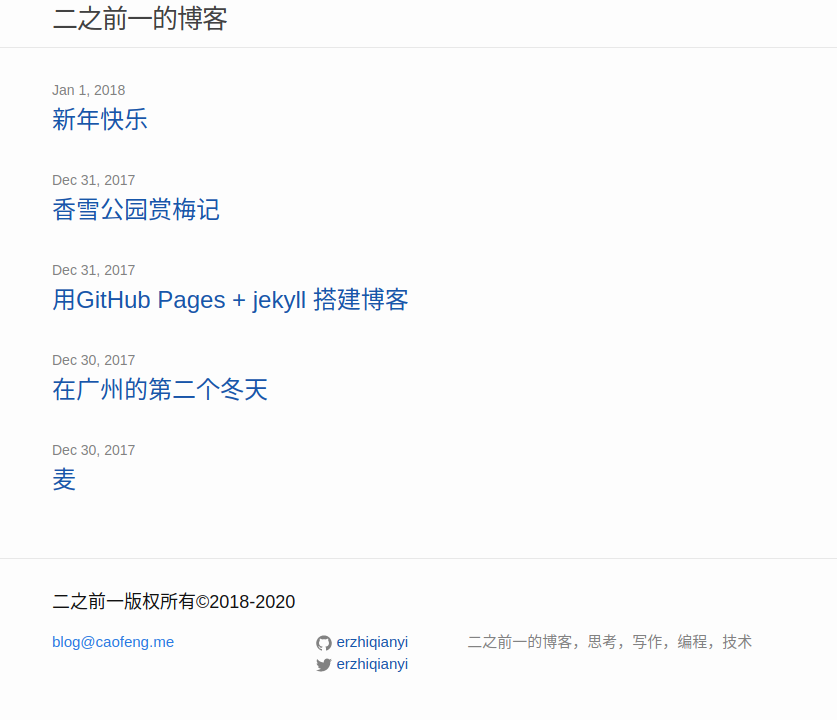 二之前一的博客
Jan 1, 2018
新年快乐
Dec 31, 2017
香雪公园赏梅记
Dec 31, 2017
用GitHub Pages + jekyll 搭建博客
Dec 30, 2017
在广州的第二个冬天
Dec 30, 2017
麦
二之前一版权所有©2018-2020
blog@caofeng.me
erzhiqianyi
erzhiqianyi
二之前一的博客，思考，写作，编程，技术